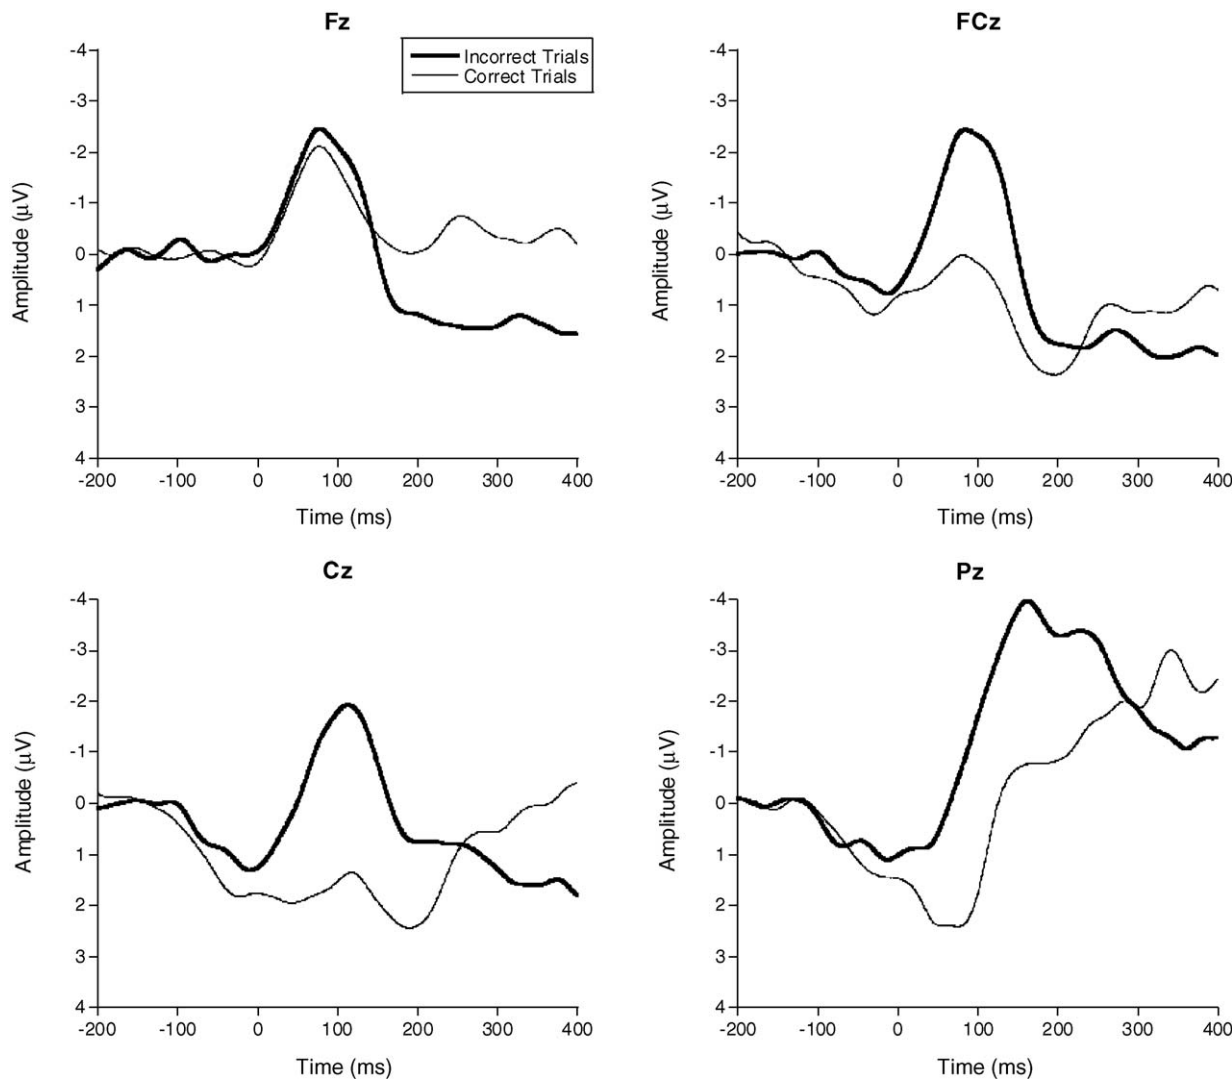 Fz
Incorrect Trials
Correct Trials
-4
-3
-2
-1
0
1
2
3
4
Amplitude (μV)
-200 -100 0 100 200 300 400
Time (ms)
FCz
-4
-3
-2
-1
0
1
2
3
4
Amplitude (μV)
-200 -100 0 100 200 300 400
Time (ms)
Cz
-4
-3
-2
-1
0
1
2
3
4
Amplitude (μV)
-200 -100 0 100 200 300 400
Time (ms)
Pz
-4
-3
-2
-1
0
1
2
3
4
Amplitude (μV)
-200 -100 0 100 200 300 400
Time (ms)